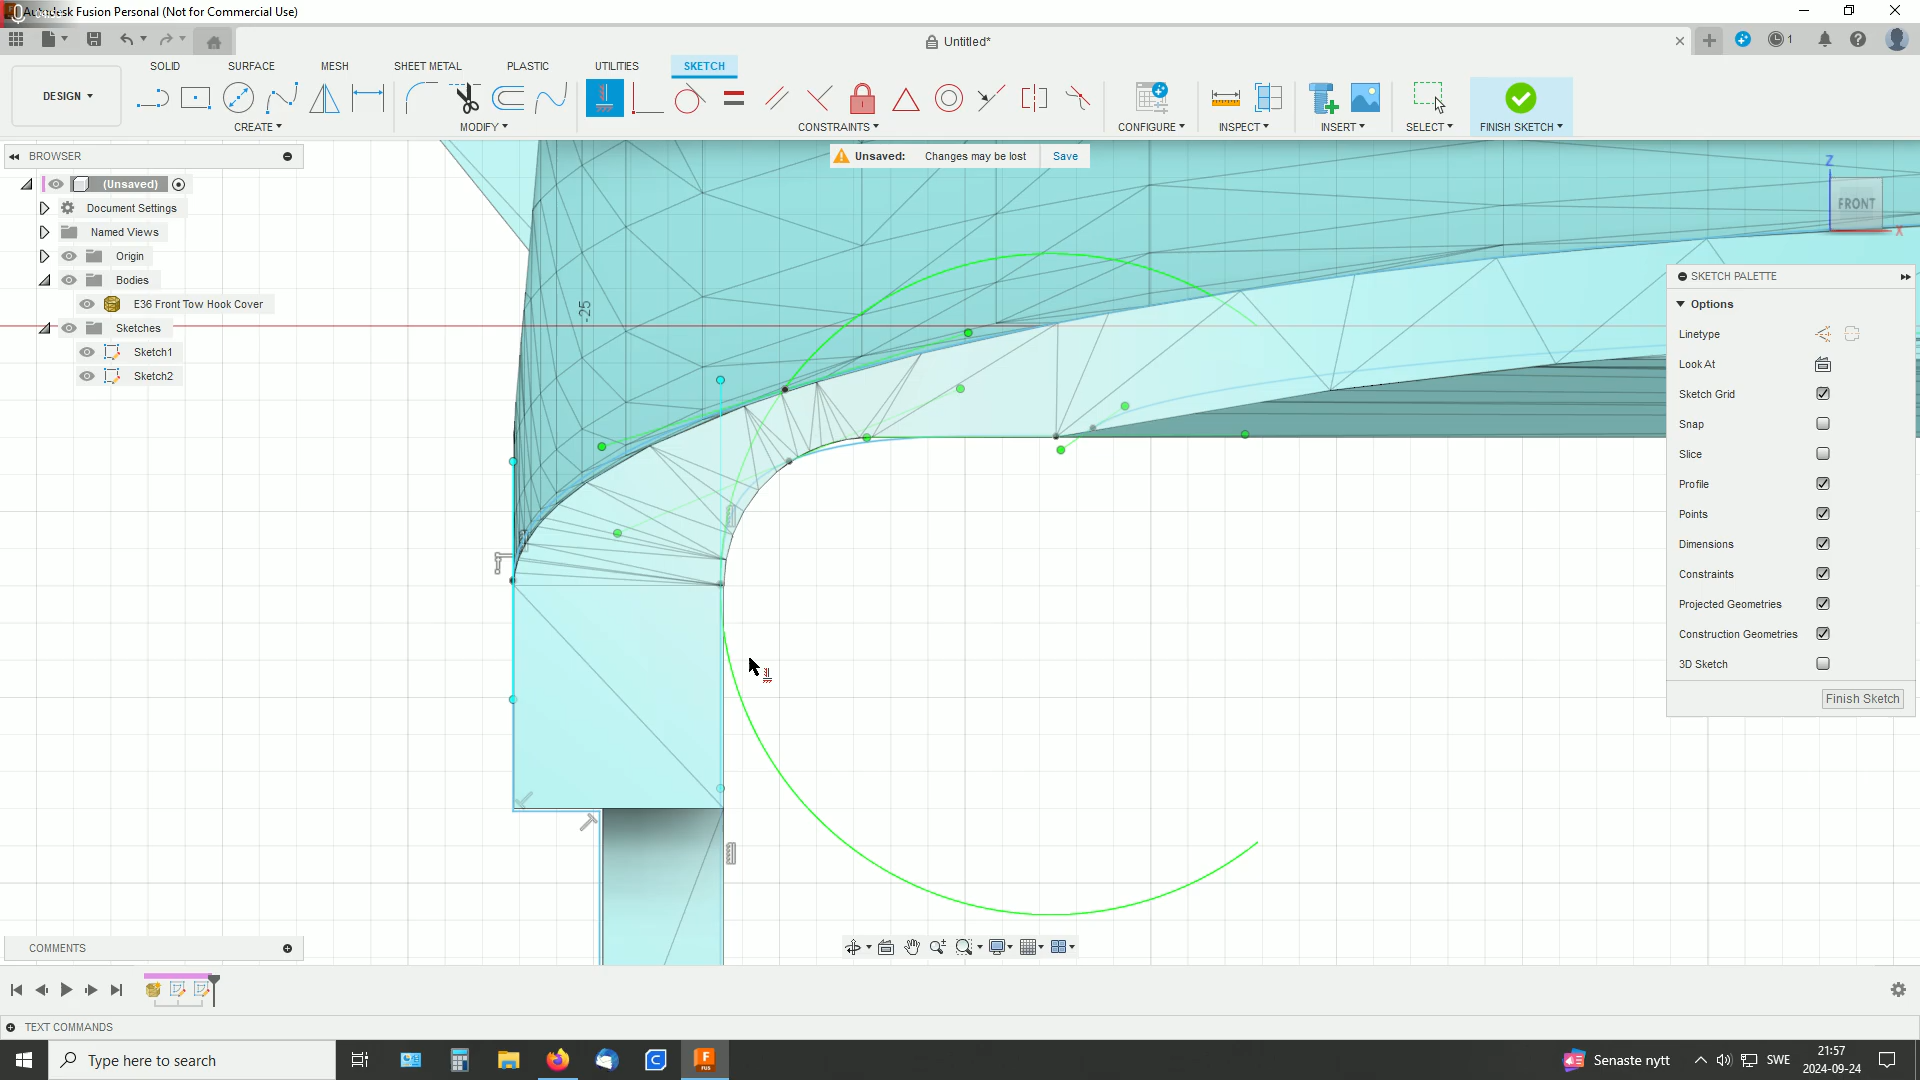 Autodesk Fusion Personal (Not for Commercial Use)
Untitled*
1
DESIGN
SOLID
SURFACE
MESH
SHEET METAL
PLASTIC
UTILITIES
SKETCH
CREATE
MODIFY
CONSTRAINTS
CONFIGURE
INSPECT
INSERT
SELECT
FINISH SKETCH
BROWSER
Unsaved: Changes may be lost Save
(Unsaved)
Document Settings
Named Views
Origin
Bodies
E36 Front Tow Hook Cover
Sketches
Sketch1
Sketch2
-25
Z
FRONT
X
SKETCH PALETTE
Options
Linetype
Look At
Sketch Grid
Snap
Slice
Profile
Points
Dimensions
Constraints
Projected Geometries
Construction Geometries
3D Sketch
Finish Sketch
COMMENTS
TEXT COMMANDS
Type here to search
Senaste nytt
SWE
21:57
2024-09-24